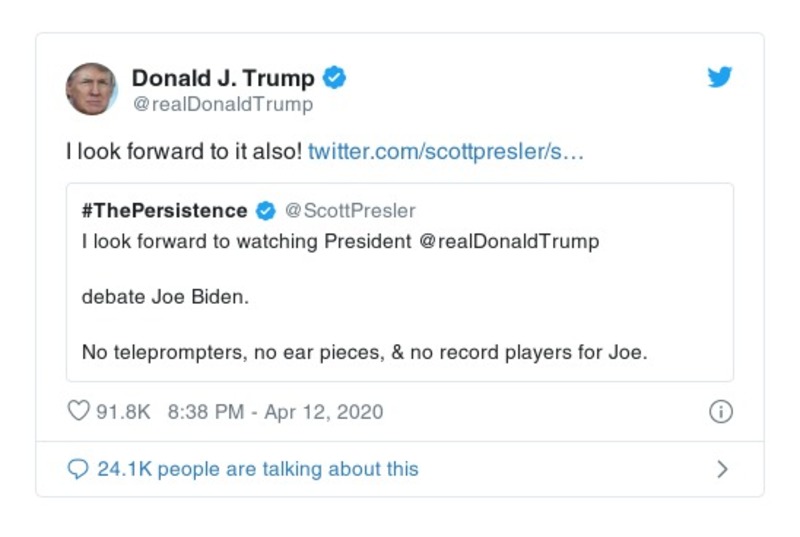 Donald J. Trump
@realDonaldTrump
I look forward to it also! twitter.com/scottpresler/s…
#ThePersistence @ScottPresler
I look forward to watching President @realDonaldTrump
debate Joe Biden.
No teleprompters, no ear pieces, & no record players for Joe.
91.8K 8:38 PM - Apr 12, 2020
24.1K people are talking about this